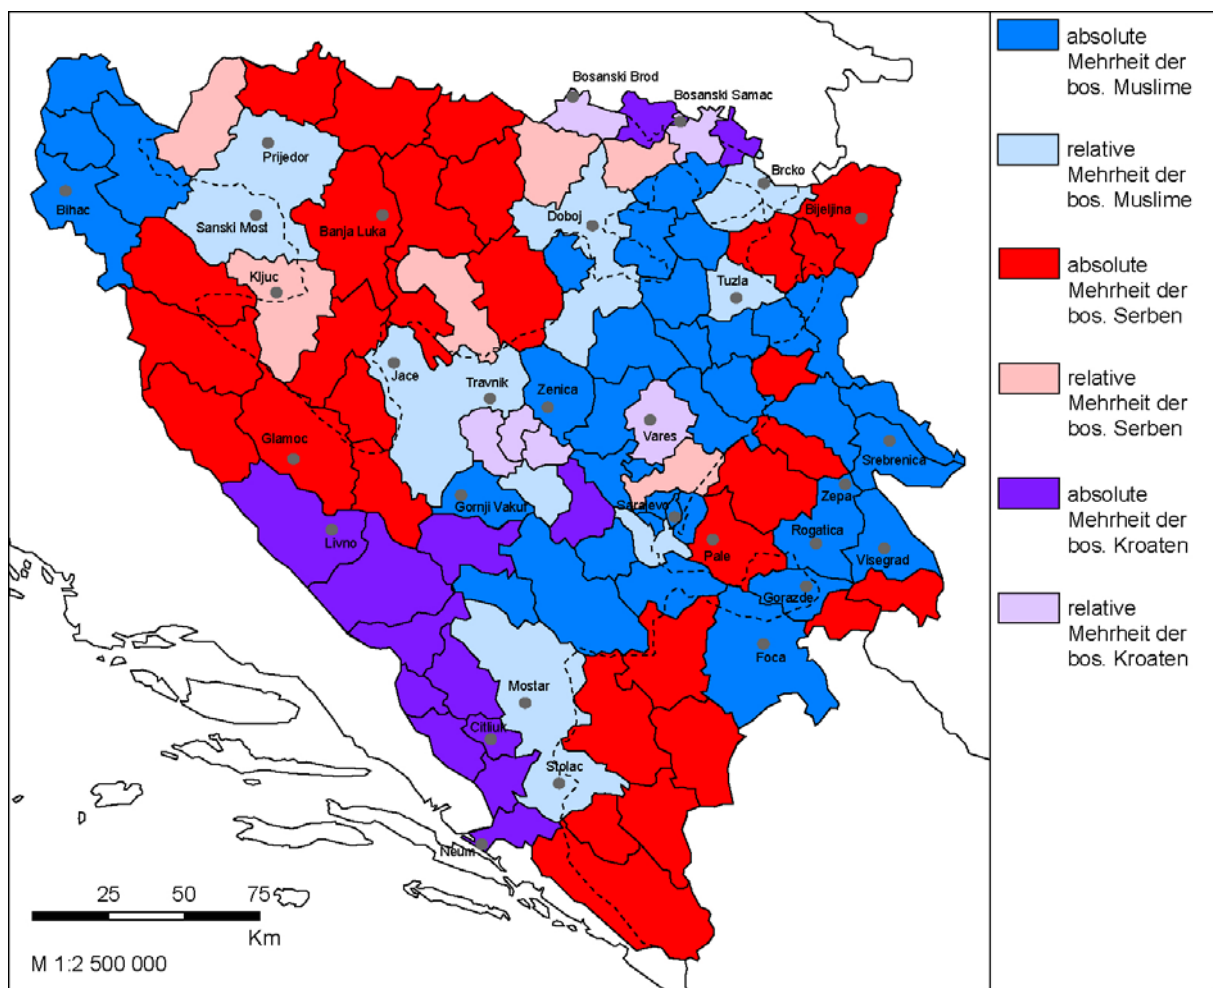 Bosanski Brod
Bosanski Samac
Prijedor
Brcko
Bihac
Sanski Most
Banja Luka
Doboj
Bijeljina
Kljuc
Tuzla
Jace
Travnik
Zenica
Vares
Glamoc
Srebrenica
Gornji Vakuf
Sarajevo
Zepa
Livno
Pale
Rogatica
Visegrad
Gorazde
Foca
Mostar
Citliuk
Stolac
Neum
25 50 75
Km
M 1:2 500 000
absolute
Mehrheit der
bos. Muslime
relative
Mehrheit der
bos. Muslime
absolute
Mehrheit der
bos. Serben
relative
Mehrheit der
bos. Serben
absolute
Mehrheit der
bos. Kroaten
relative
Mehrheit der
bos. Kroaten